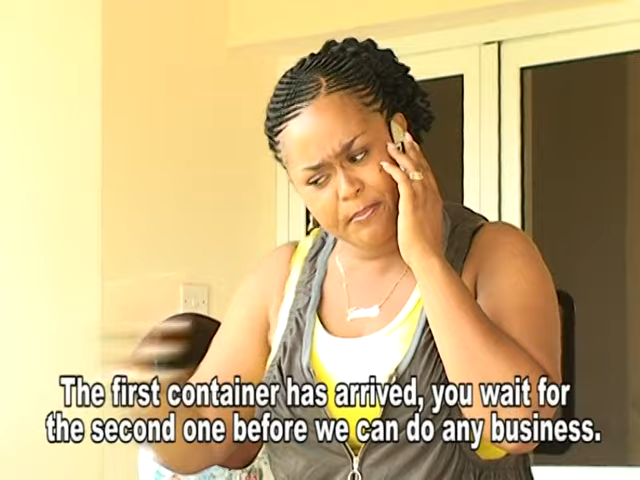 The first container has arrived, you wait for
the second one before we can do any business.